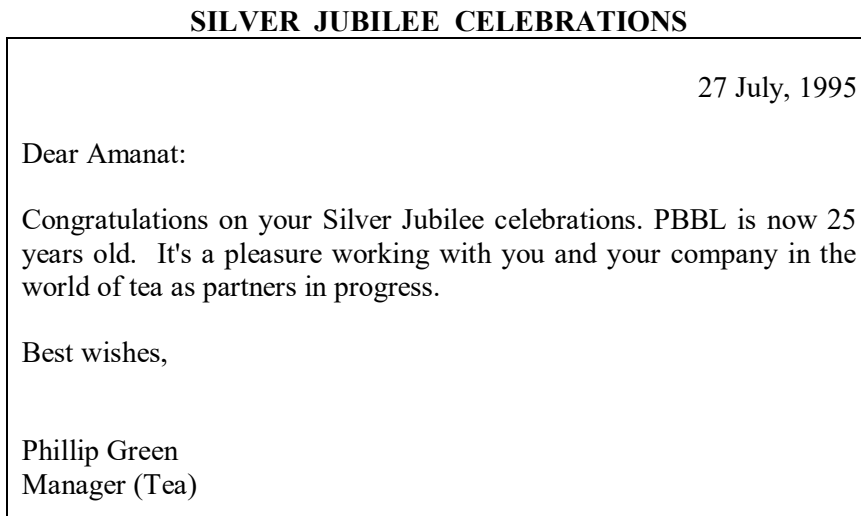 SILVER JUBILEE CELEBRATIONS
27 July, 1995
Dear Amanat:
Congratulations on your Silver Jubilee celebrations. PBBL is now 25
years old. It's a pleasure working with you and your company in the
world of tea as partners in progress.
Best wishes,
Phillip Green
Manager (Tea)